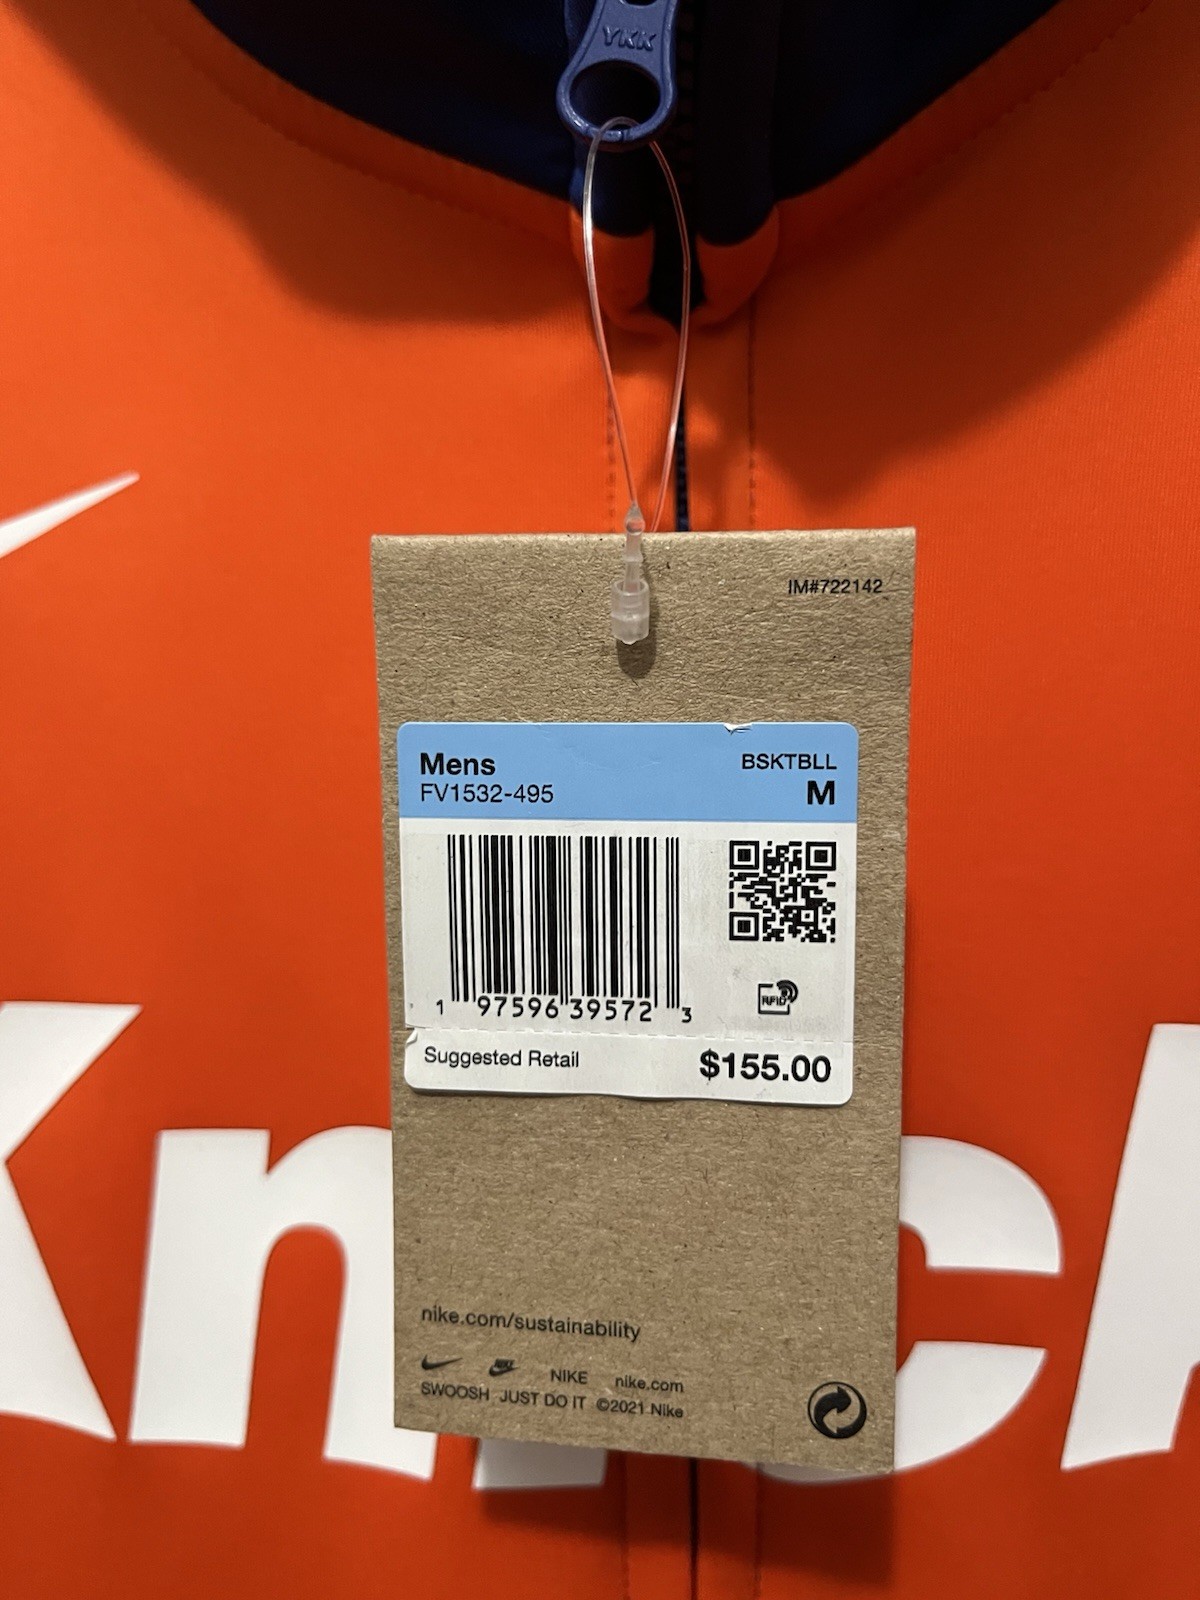 YKK
IM#722142
Mens BSKTBLL
FV1532-495 M
RFID
1 97596 39572 3
Suggested Retail $155.00
Knick
nike.com/sustainability
NIKE nike.com
SWOOSH JUST DO IT ©2021 Nike